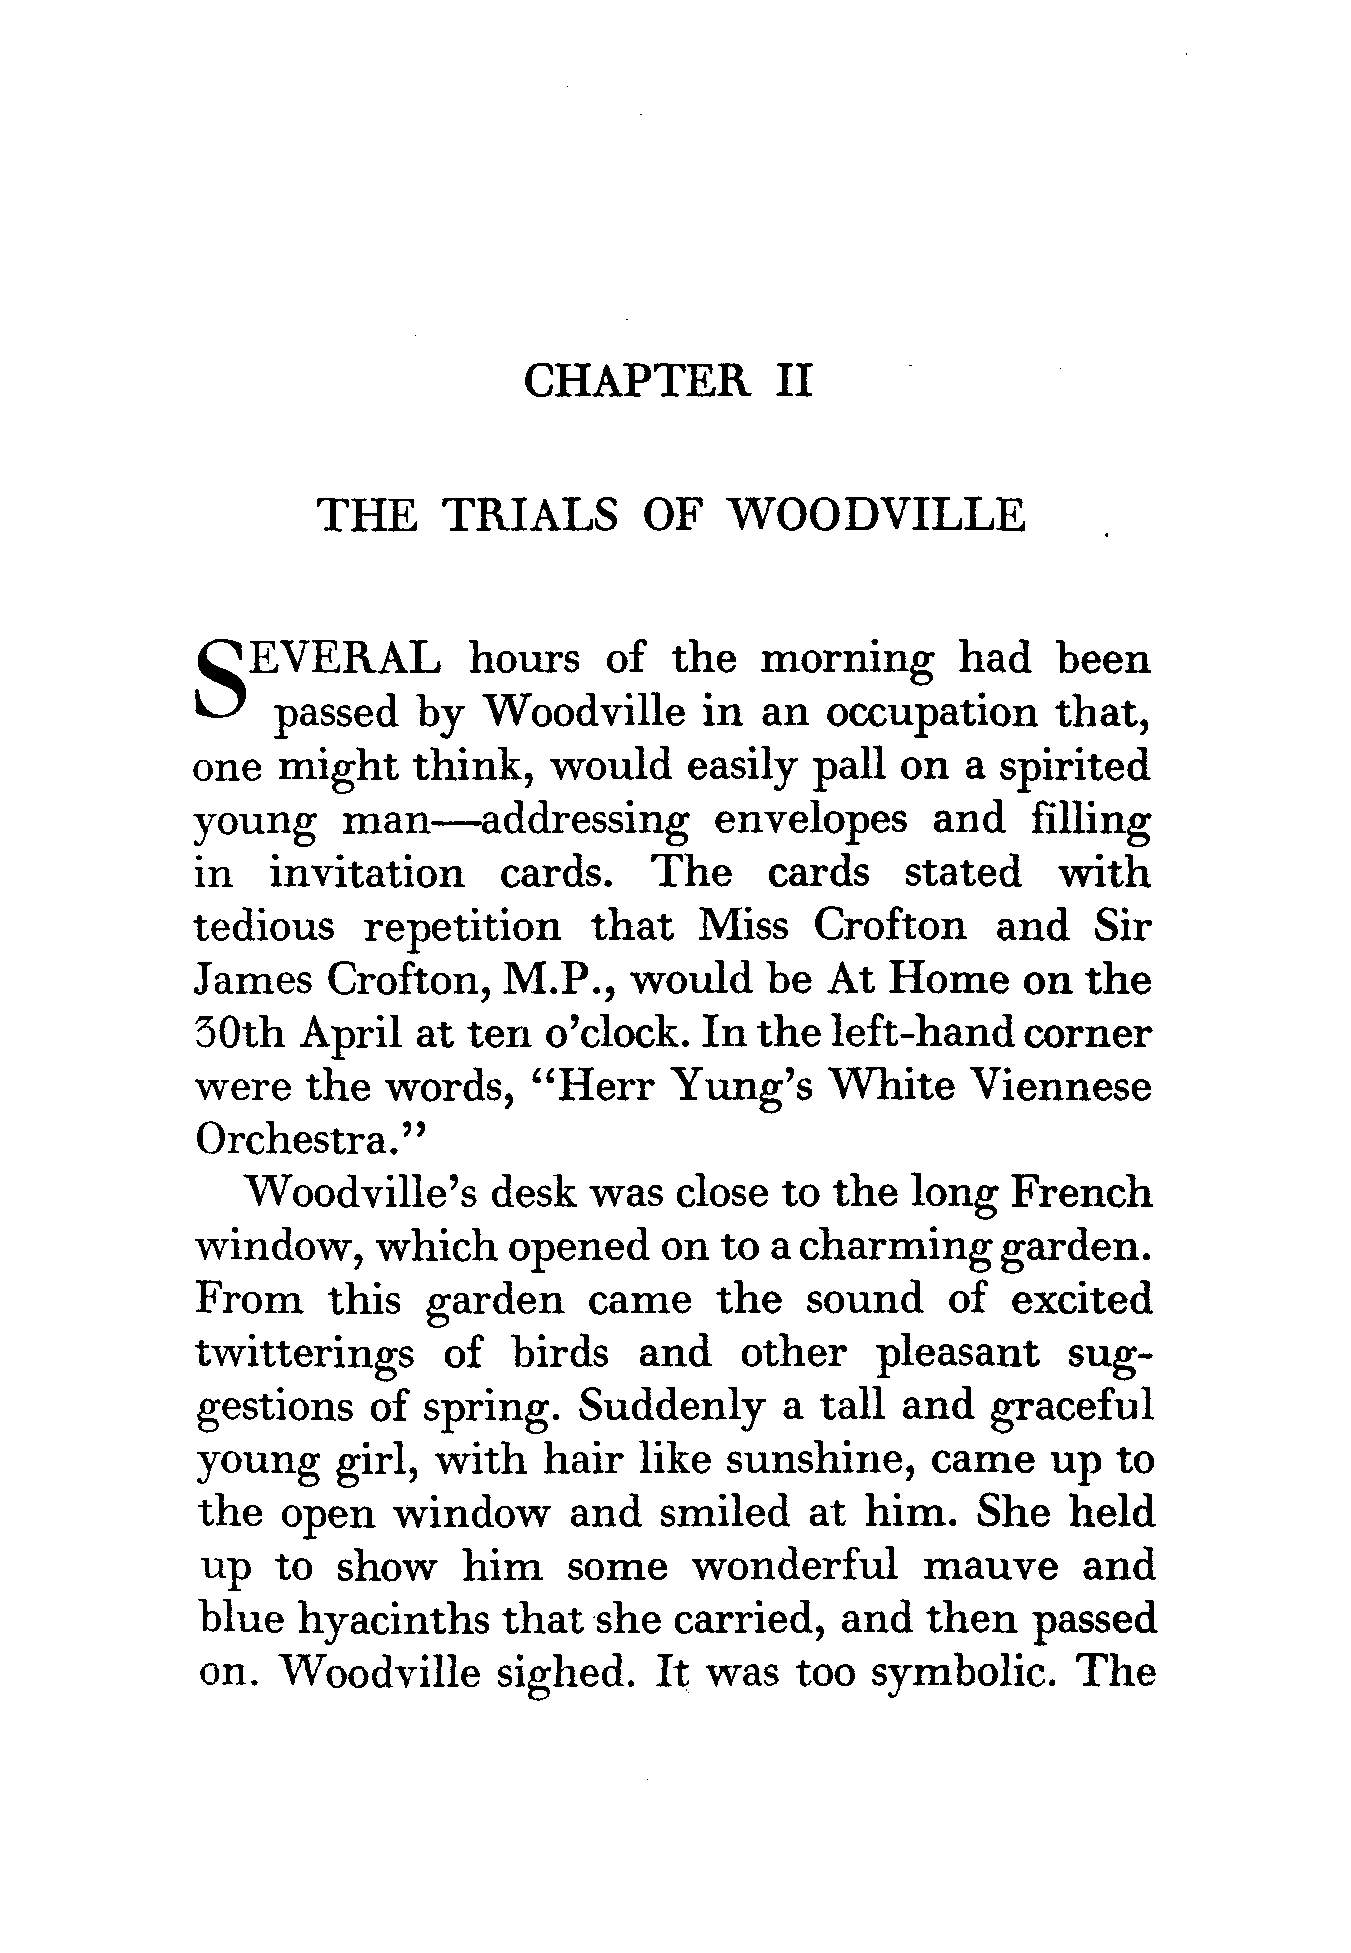 CHAPTER II
THE TRIALS OF WOODVILLE
SEVERAL hours of the morning had been
passed by Woodville in an occupation that,
one might think, would easily pall on a spirited
young man—addressing envelopes and filling
in invitation cards. The cards stated with
tedious repetition that Miss Crofton and Sir
James Crofton, M.P., would be At Home on the
30th April at ten o'clock. In the left-hand corner
were the words, "Herr Yung's White Viennese
Orchestra."
Woodville's desk was close to the long French
window, which opened on to a charming garden.
From this garden came the sound of excited
twitterings of birds and other pleasant sug-
gestions of spring. Suddenly a tall and graceful
young girl, with hair like sunshine, came up to
the open window and smiled at him. She held
up to show him some wonderful mauve and
blue hyacinths that she carried, and then passed
on. Woodville sighed. It was too symbolic. The